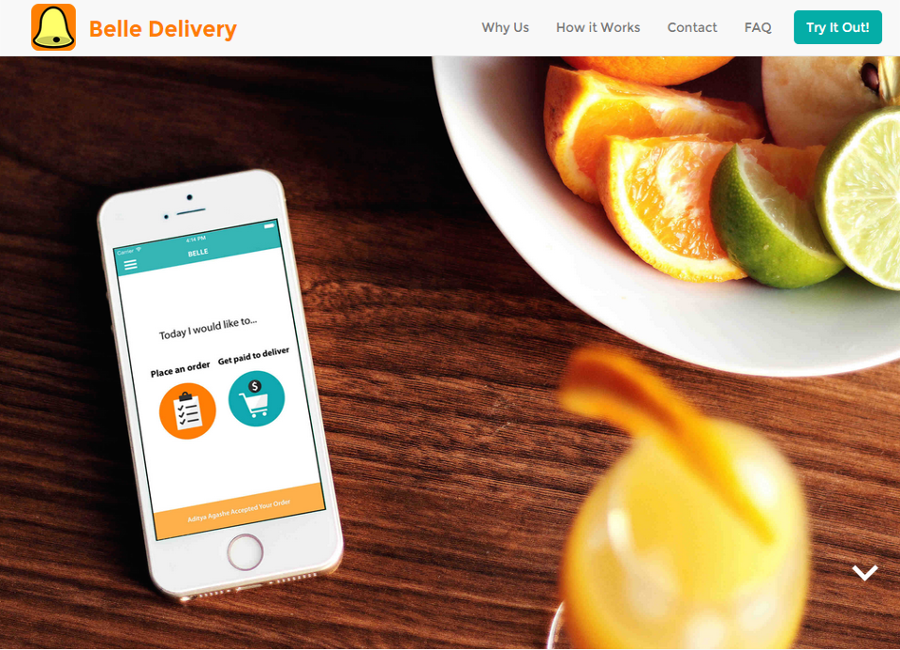 Belle Delivery
Why Us
How it Works
Contact
FAQ
Try It Out!
Carrier
4:14 PM
BELLE
Today I would like to...
Place an order
Get paid to deliver
$
Aditya Agashe Accepted Your Order